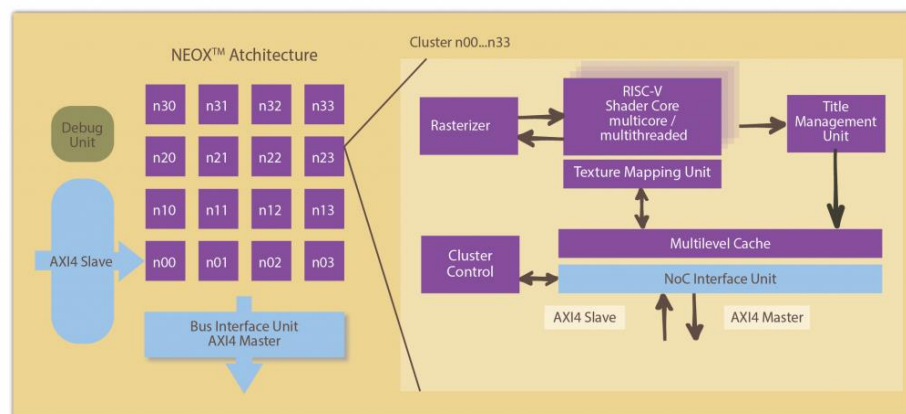 NEOX™ Atchitecture
Debug
Unit
AXI4 Slave
n30 n31 n32 n33
n20 n21 n22 n23
n10 n11 n12 n13
n00 n01 n02 n03
Bus Interface Unit
AXI4 Master
Cluster n00...n33
Rasterizer
RISC-V
Shader Core
multicore /
multithreaded
Title
Management
Unit
Texture Mapping Unit
Multilevel Cache
Cluster
Control
NoC Interface Unit
AXI4 Slave
AXI4 Master